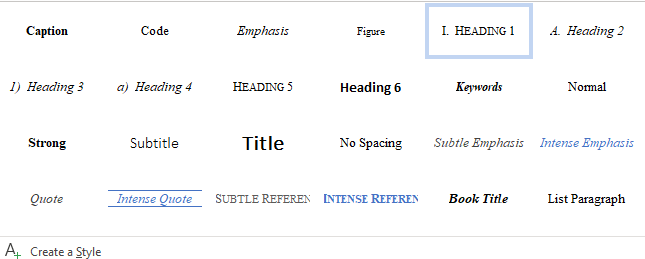 Caption Code Emphasis Figure I. HEADING 1 A. Heading 2
1) Heading 3 a) Heading 4 HEADING 5 Heading 6 Keywords Normal
Strong Subtitle Title No Spacing Subtle Emphasis Intense Emphasis
Quote Intense Quote SUBTLE REFEREN INTENSE REFEREN Book Title List Paragraph
A+ Create a Style